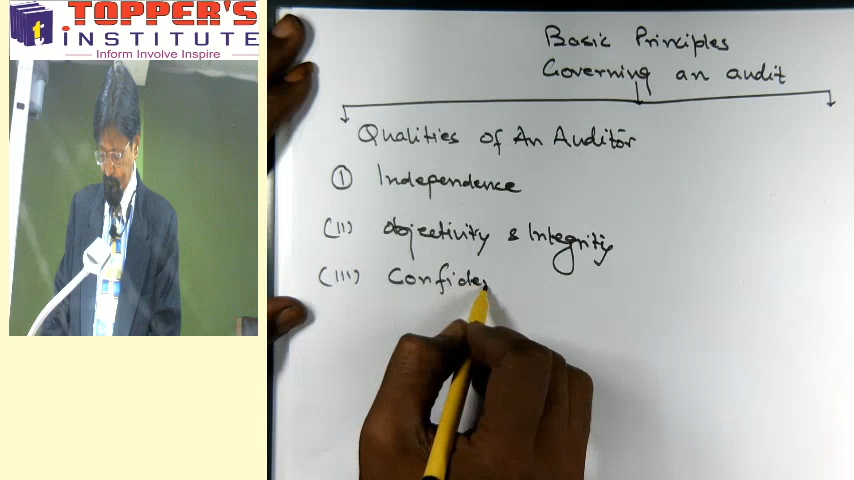 TOPPER'S
t iNSTITUTE
Inform Involve Inspire
Basic Principles
Governing an audit
Qualities of An Auditor
① Independence
(II) Objectivity & Integrity
(III) Confide